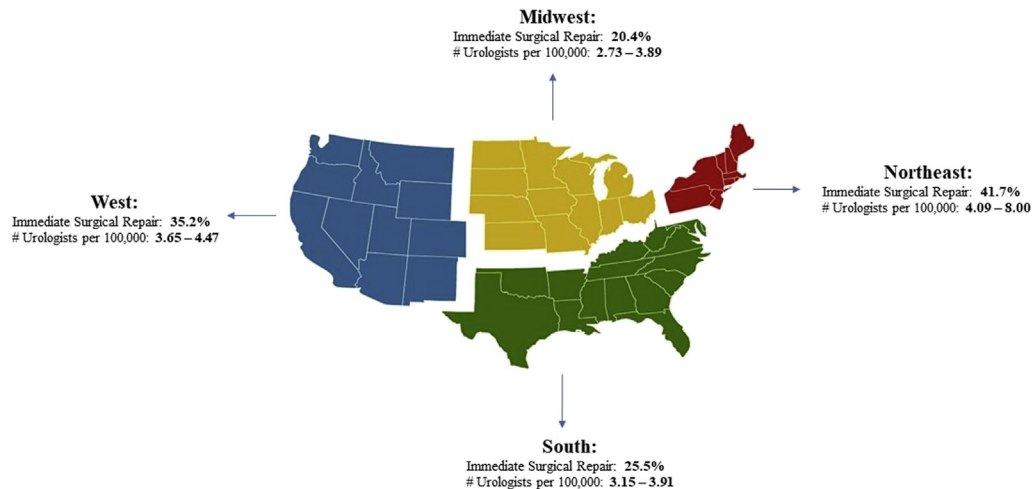 Midwest:
Immediate Surgical Repair: 20.4%
# Urologists per 100,000: 2.73 – 3.89
Northeast:
Immediate Surgical Repair: 41.7%
# Urologists per 100,000: 4.09 – 8.00
West:
Immediate Surgical Repair: 35.2%
# Urologists per 100,000: 3.65 – 4.47
South:
Immediate Surgical Repair: 25.5%
# Urologists per 100,000: 3.15 – 3.91